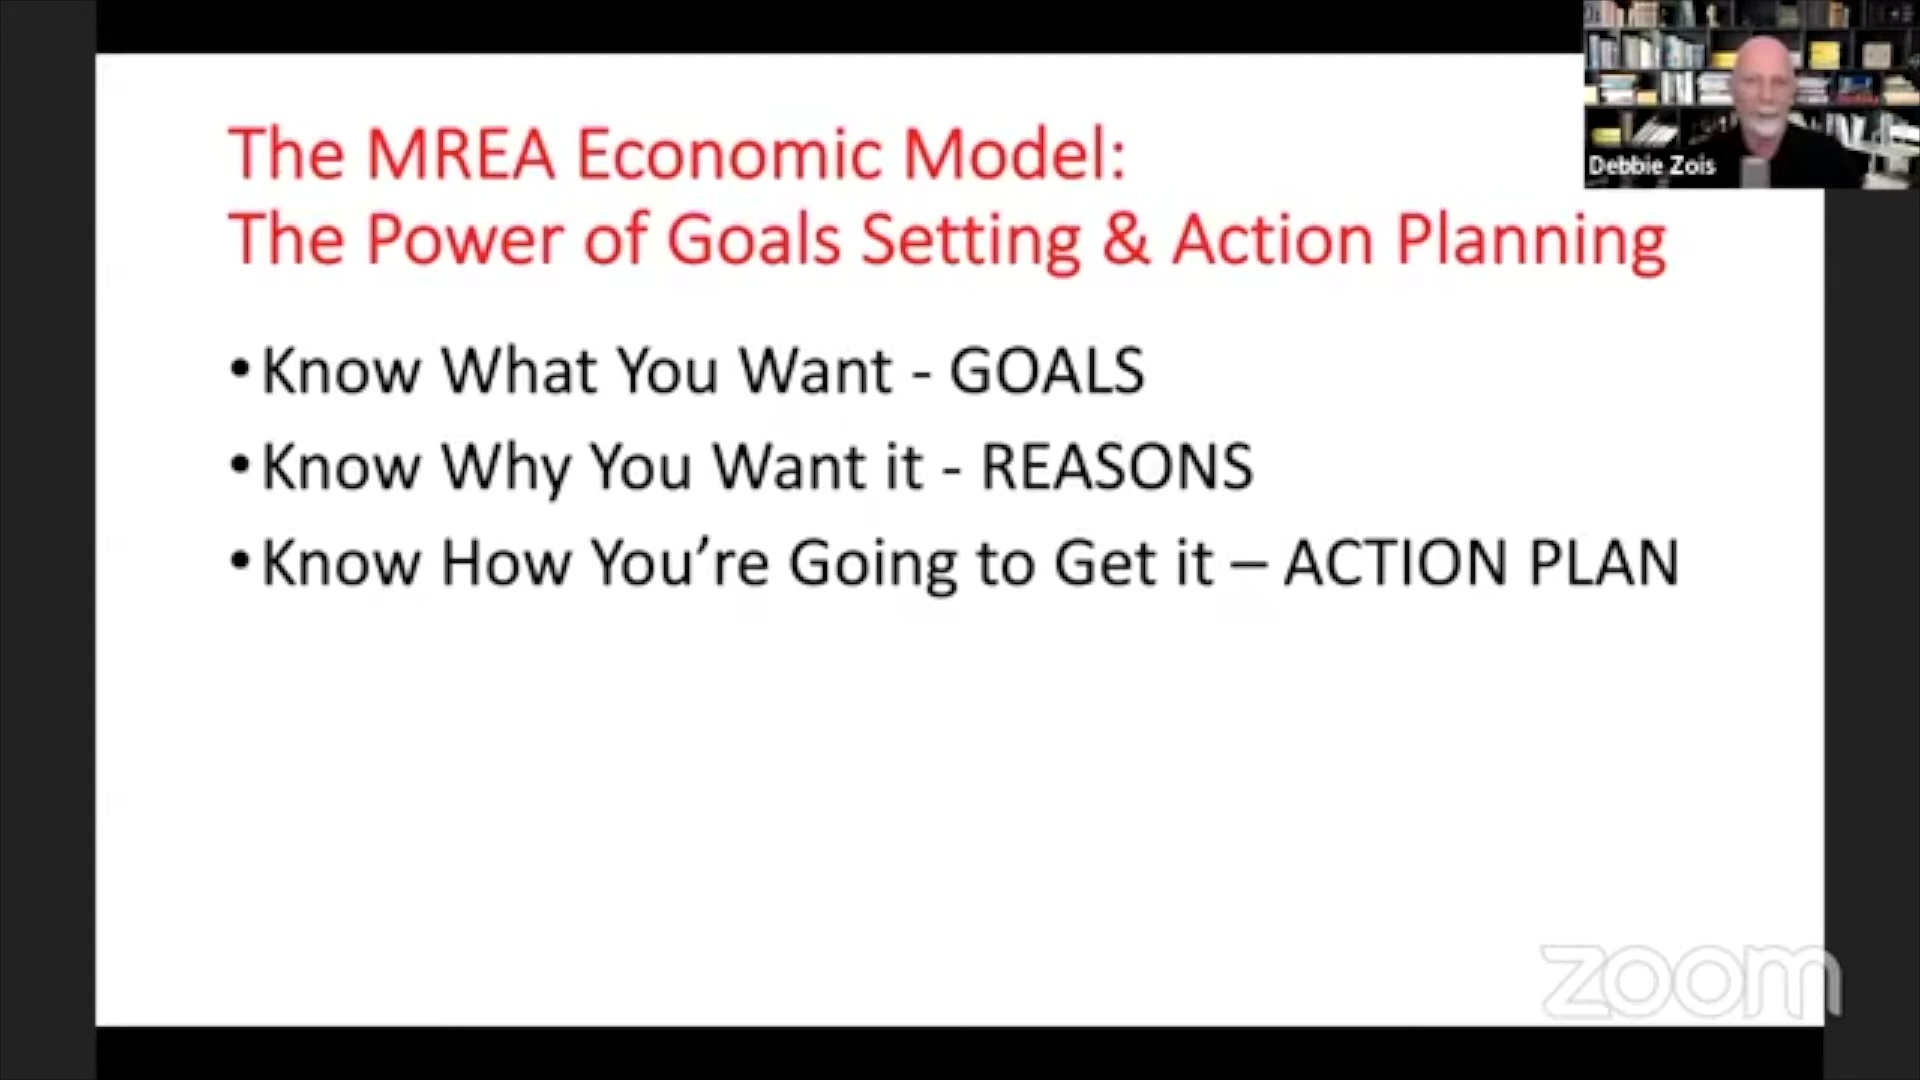 The MREA Economic Model:
The Power of Goals Setting & Action Planning
• Know What You Want - GOALS
• Know Why You Want it - REASONS
• Know How You’re Going to Get it – ACTION PLAN
Debbie Zois
zoom